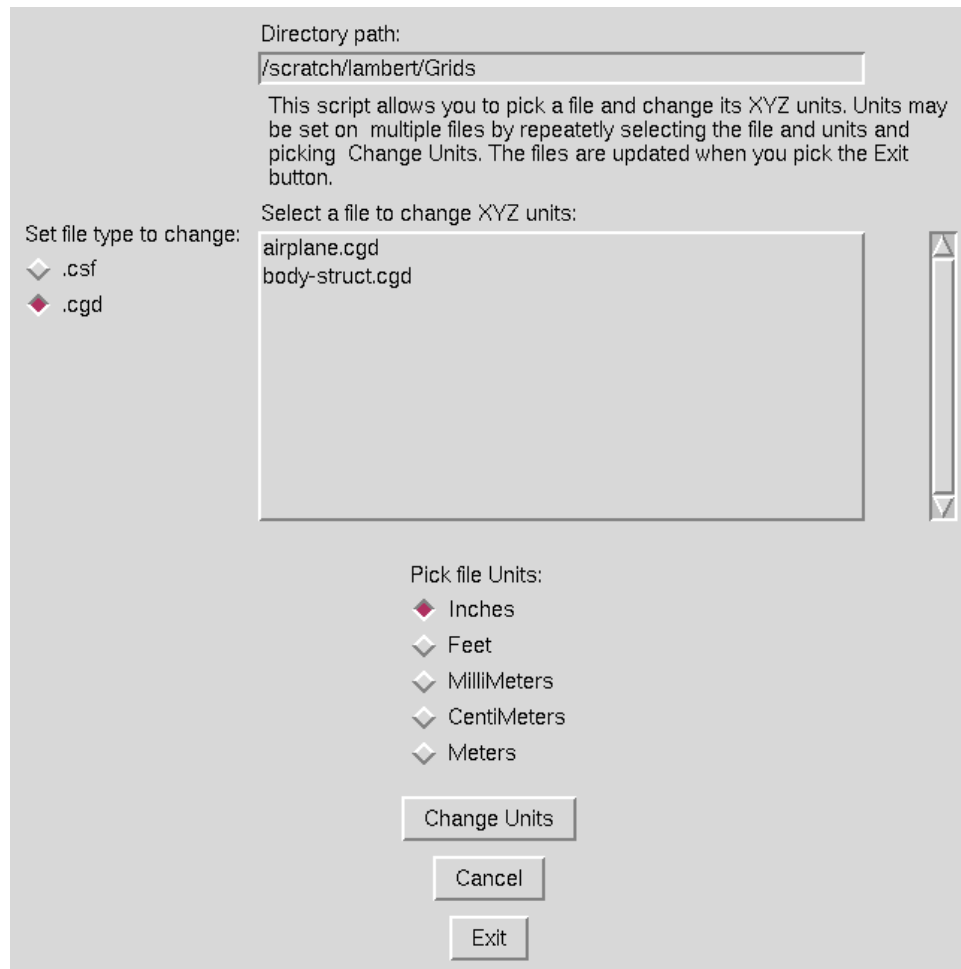 Directory path:
/scratch/lambert/Grids
This script allows you to pick a file and change its XYZ units. Units may
be set on  multiple files by repeatetly selecting the file and units and
picking  Change Units. The files are updated when you pick the Exit
button.
Select a file to change XYZ units:
Set file type to change:
.csf
.cgd
airplane.cgd
body-struct.cgd
Pick file Units:
Inches
Feet
MilliMeters
CentiMeters
Meters
Change Units
Cancel
Exit